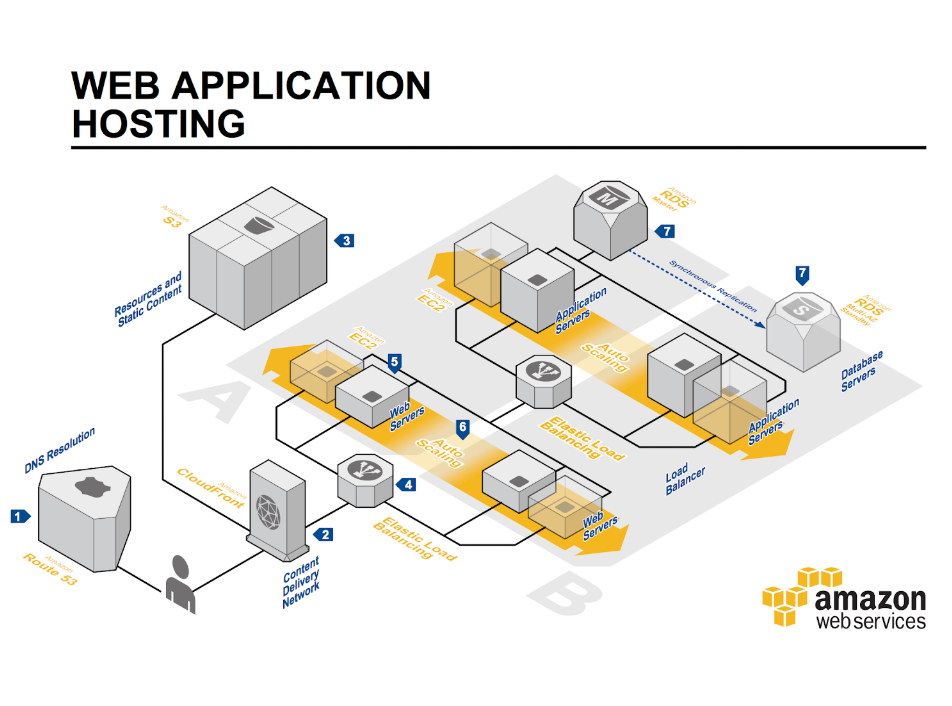 WEB APPLICATION
HOSTING
Amazon
S3
3
Resources and
Static Content
Amazon
RDS
Master
M
7
Synchronous Replication
7
Amazon
RDS
Multi-AZ
Standby
S
Database
Servers
Amazon
EC2
Application
Servers
Auto
Scaling
Application
Servers
Elastic Load
Balancing
Load
Balancer
Amazon
EC2
5
Web
Servers
6
Auto
Scaling
Web
Servers
A
B
4
Elastic Load
Balancing
DNS Resolution
1
Amazon
Route 53
Amazon
CloudFront
2
Content
Delivery
Network
amazon
webservices